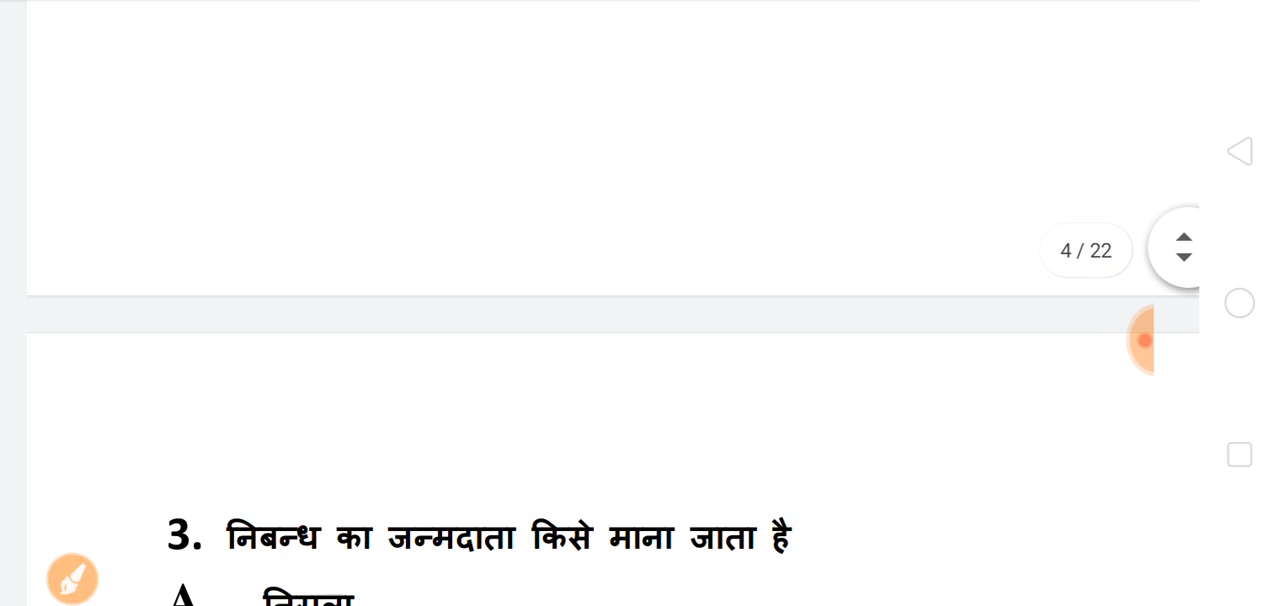 4 / 22
3. निबन्ध का जन्मदाता किसे माना जाता है
A